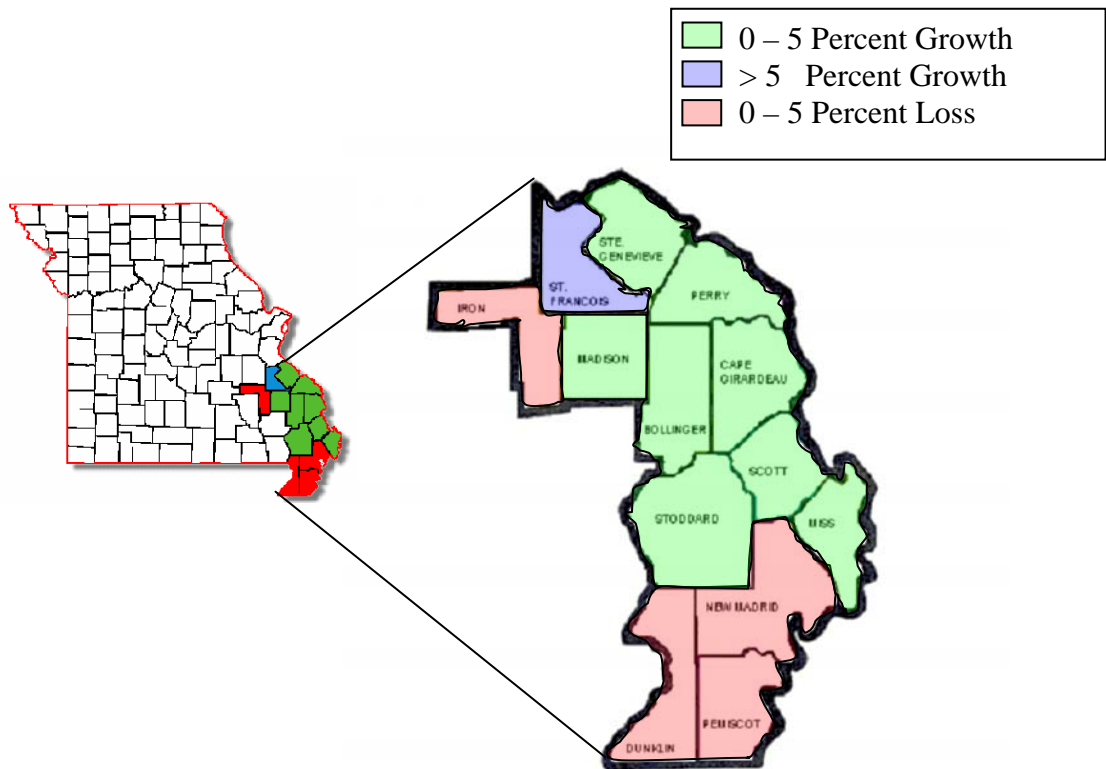 0 – 5 Percent Growth
> 5 Percent Growth
0 – 5 Percent Loss
STE.
GENEVIEVE
ST.
FRANCOIS
PERRY
IRON
MADISON
CAPE
GIRARDEAU
BOLLINGER
SCOTT
STODDARD
MISS
NEW MADRID
PEMISCOT
DUNKLIN